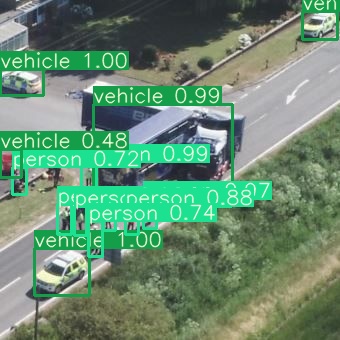 ven
vehicle 1.00
vehicle 0.99
vehicle 0.48
person 0.72
n 0.99
person 0.88
person 0.74
vehicle 1.00